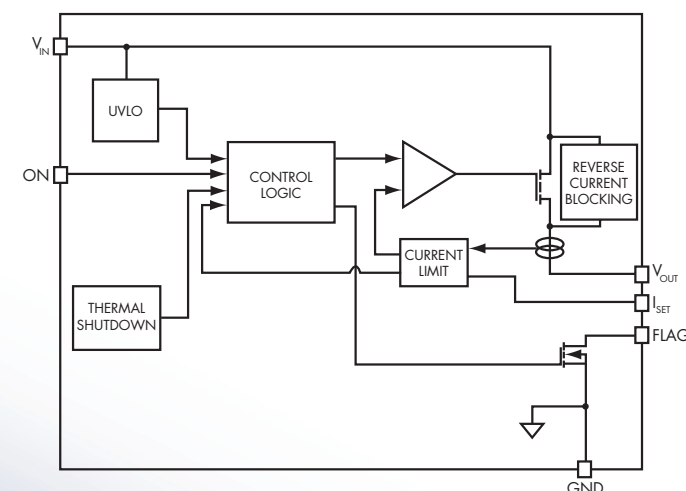 VIN
UVLO
ON
CONTROL
LOGIC
REVERSE
CURRENT
BLOCKING
CURRENT
LIMIT
VOUT
THERMAL
SHUTDOWN
ISET
FLAG
GND